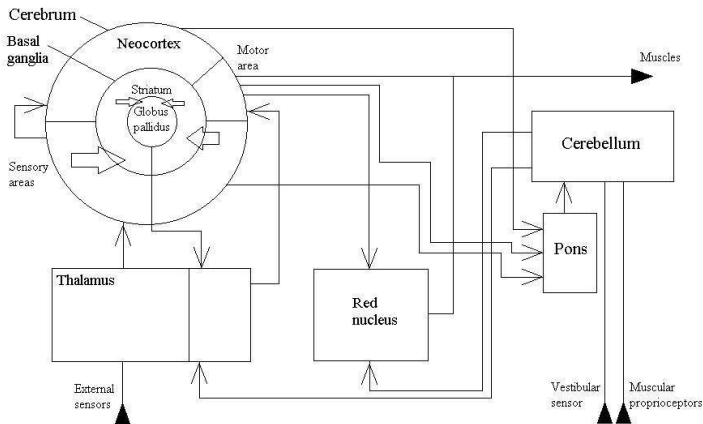 Cerebrum
Neocortex
Basal
ganglia
Motor
area
Muscles
Striatum
Globus
pallidus
Cerebellum
Sensory
areas
Pons
Thalamus
Red
nucleus
External
sensors
Vestibular
sensor
Muscular
proprioceptors